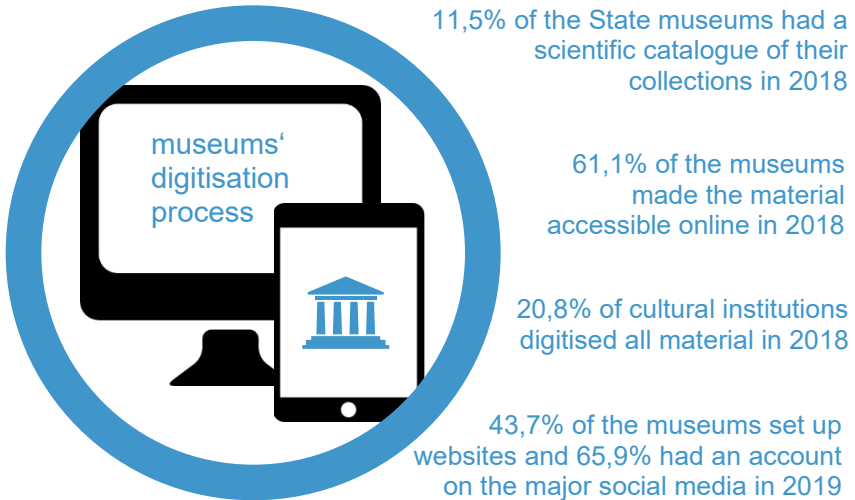 11,5% of the State museums had a
scientific catalogue of their
collections in 2018
museums‘
digitisation
process
61,1% of the museums
made the material
accessible online in 2018
20,8% of cultural institutions
digitised all material in 2018
43,7% of the museums set up
websites and 65,9% had an account
on the major social media in 2019